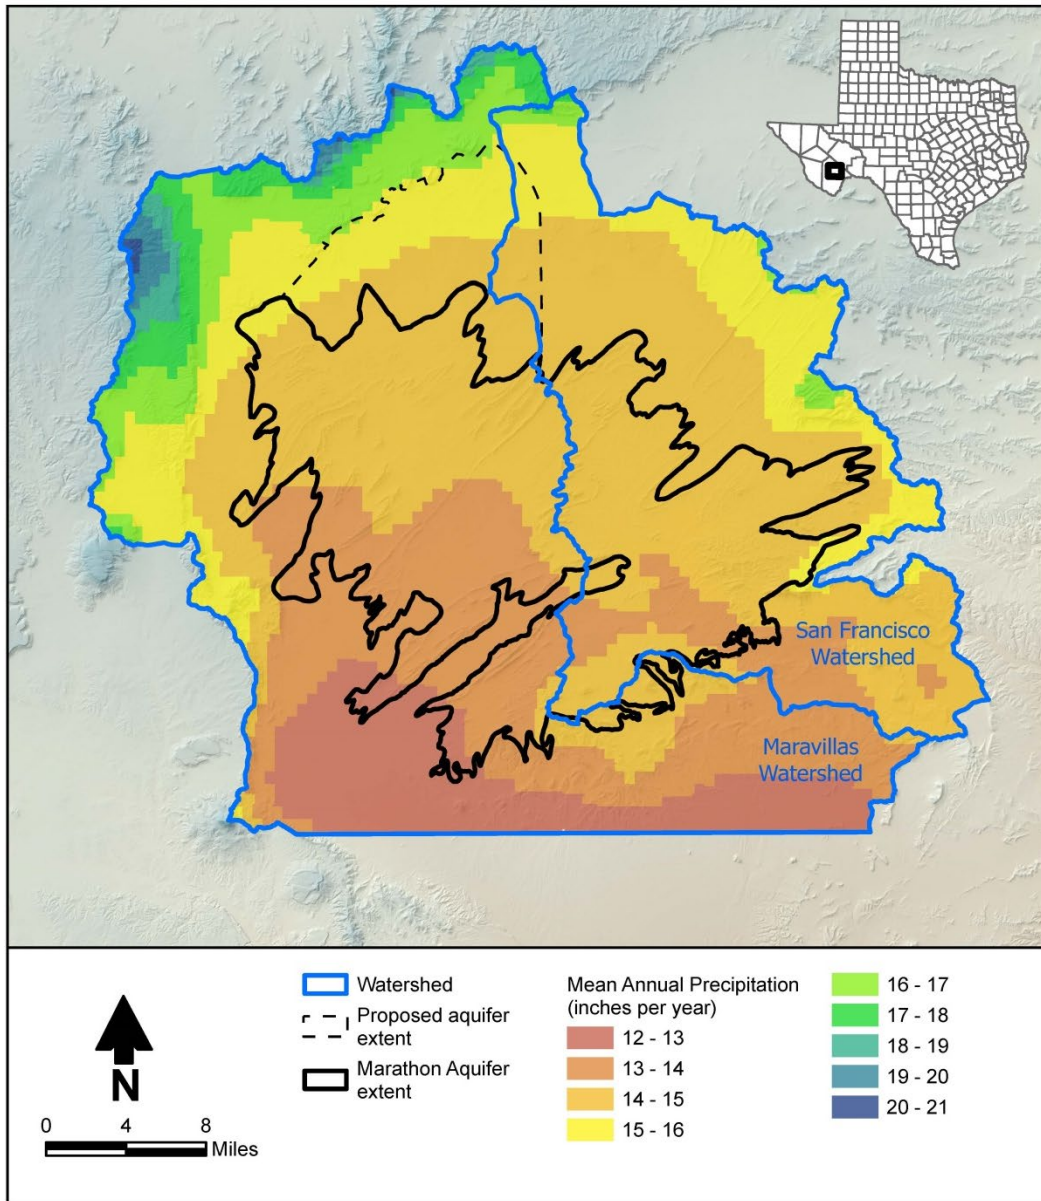 San Francisco
Watershed
Maravillas
Watershed
N
0 4 8
Miles
Watershed
Proposed aquifer
extent
Marathon Aquifer
extent
Mean Annual Precipitation
(inches per year)
12 - 13
13 - 14
14 - 15
15 - 16
16 - 17
17 - 18
18 - 19
19 - 20
20 - 21